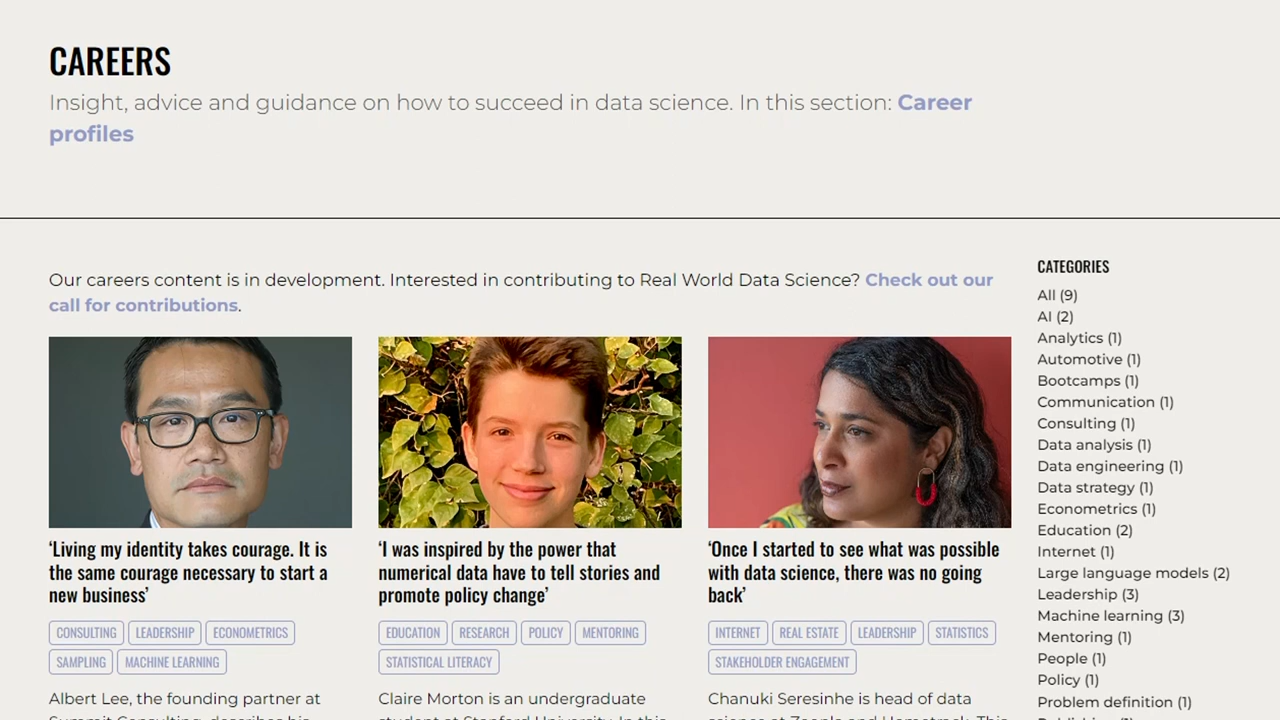 CAREERS
Insight, advice and guidance on how to succeed in data science. In this section: Career
profiles
Our careers content is in development. Interested in contributing to Real World Data Science? Check out our
call for contributions.
‘Living my identity takes courage. It is
the same courage necessary to start a
new business’
CONSULTING LEADERSHIP ECONOMETRICS
SAMPLING MACHINE LEARNING
Albert Lee, the founding partner at
Summit Consulting, describes his
‘I was inspired by the power that
numerical data have to tell stories and
promote policy change’
EDUCATION RESEARCH POLICY MENTORING
STATISTICAL LITERACY
Claire Morton is an undergraduate
student at Stanford University. In this
‘Once I started to see what was possible
with data science, there was no going
back’
INTERNET REAL ESTATE LEADERSHIP STATISTICS
STAKEHOLDER ENGAGEMENT
Chanuki Seresinhe is head of data
science at Zoopla and Hometrack. This
CATEGORIES
All (9)
AI (2)
Analytics (1)
Automotive (1)
Bootcamps (1)
Communication (1)
Consulting (1)
Data analysis (1)
Data engineering (1)
Data strategy (1)
Econometrics (1)
Education (2)
Internet (1)
Large language models (2)
Leadership (3)
Machine learning (3)
Mentoring (1)
People (1)
Policy (1)
Problem definition (1)